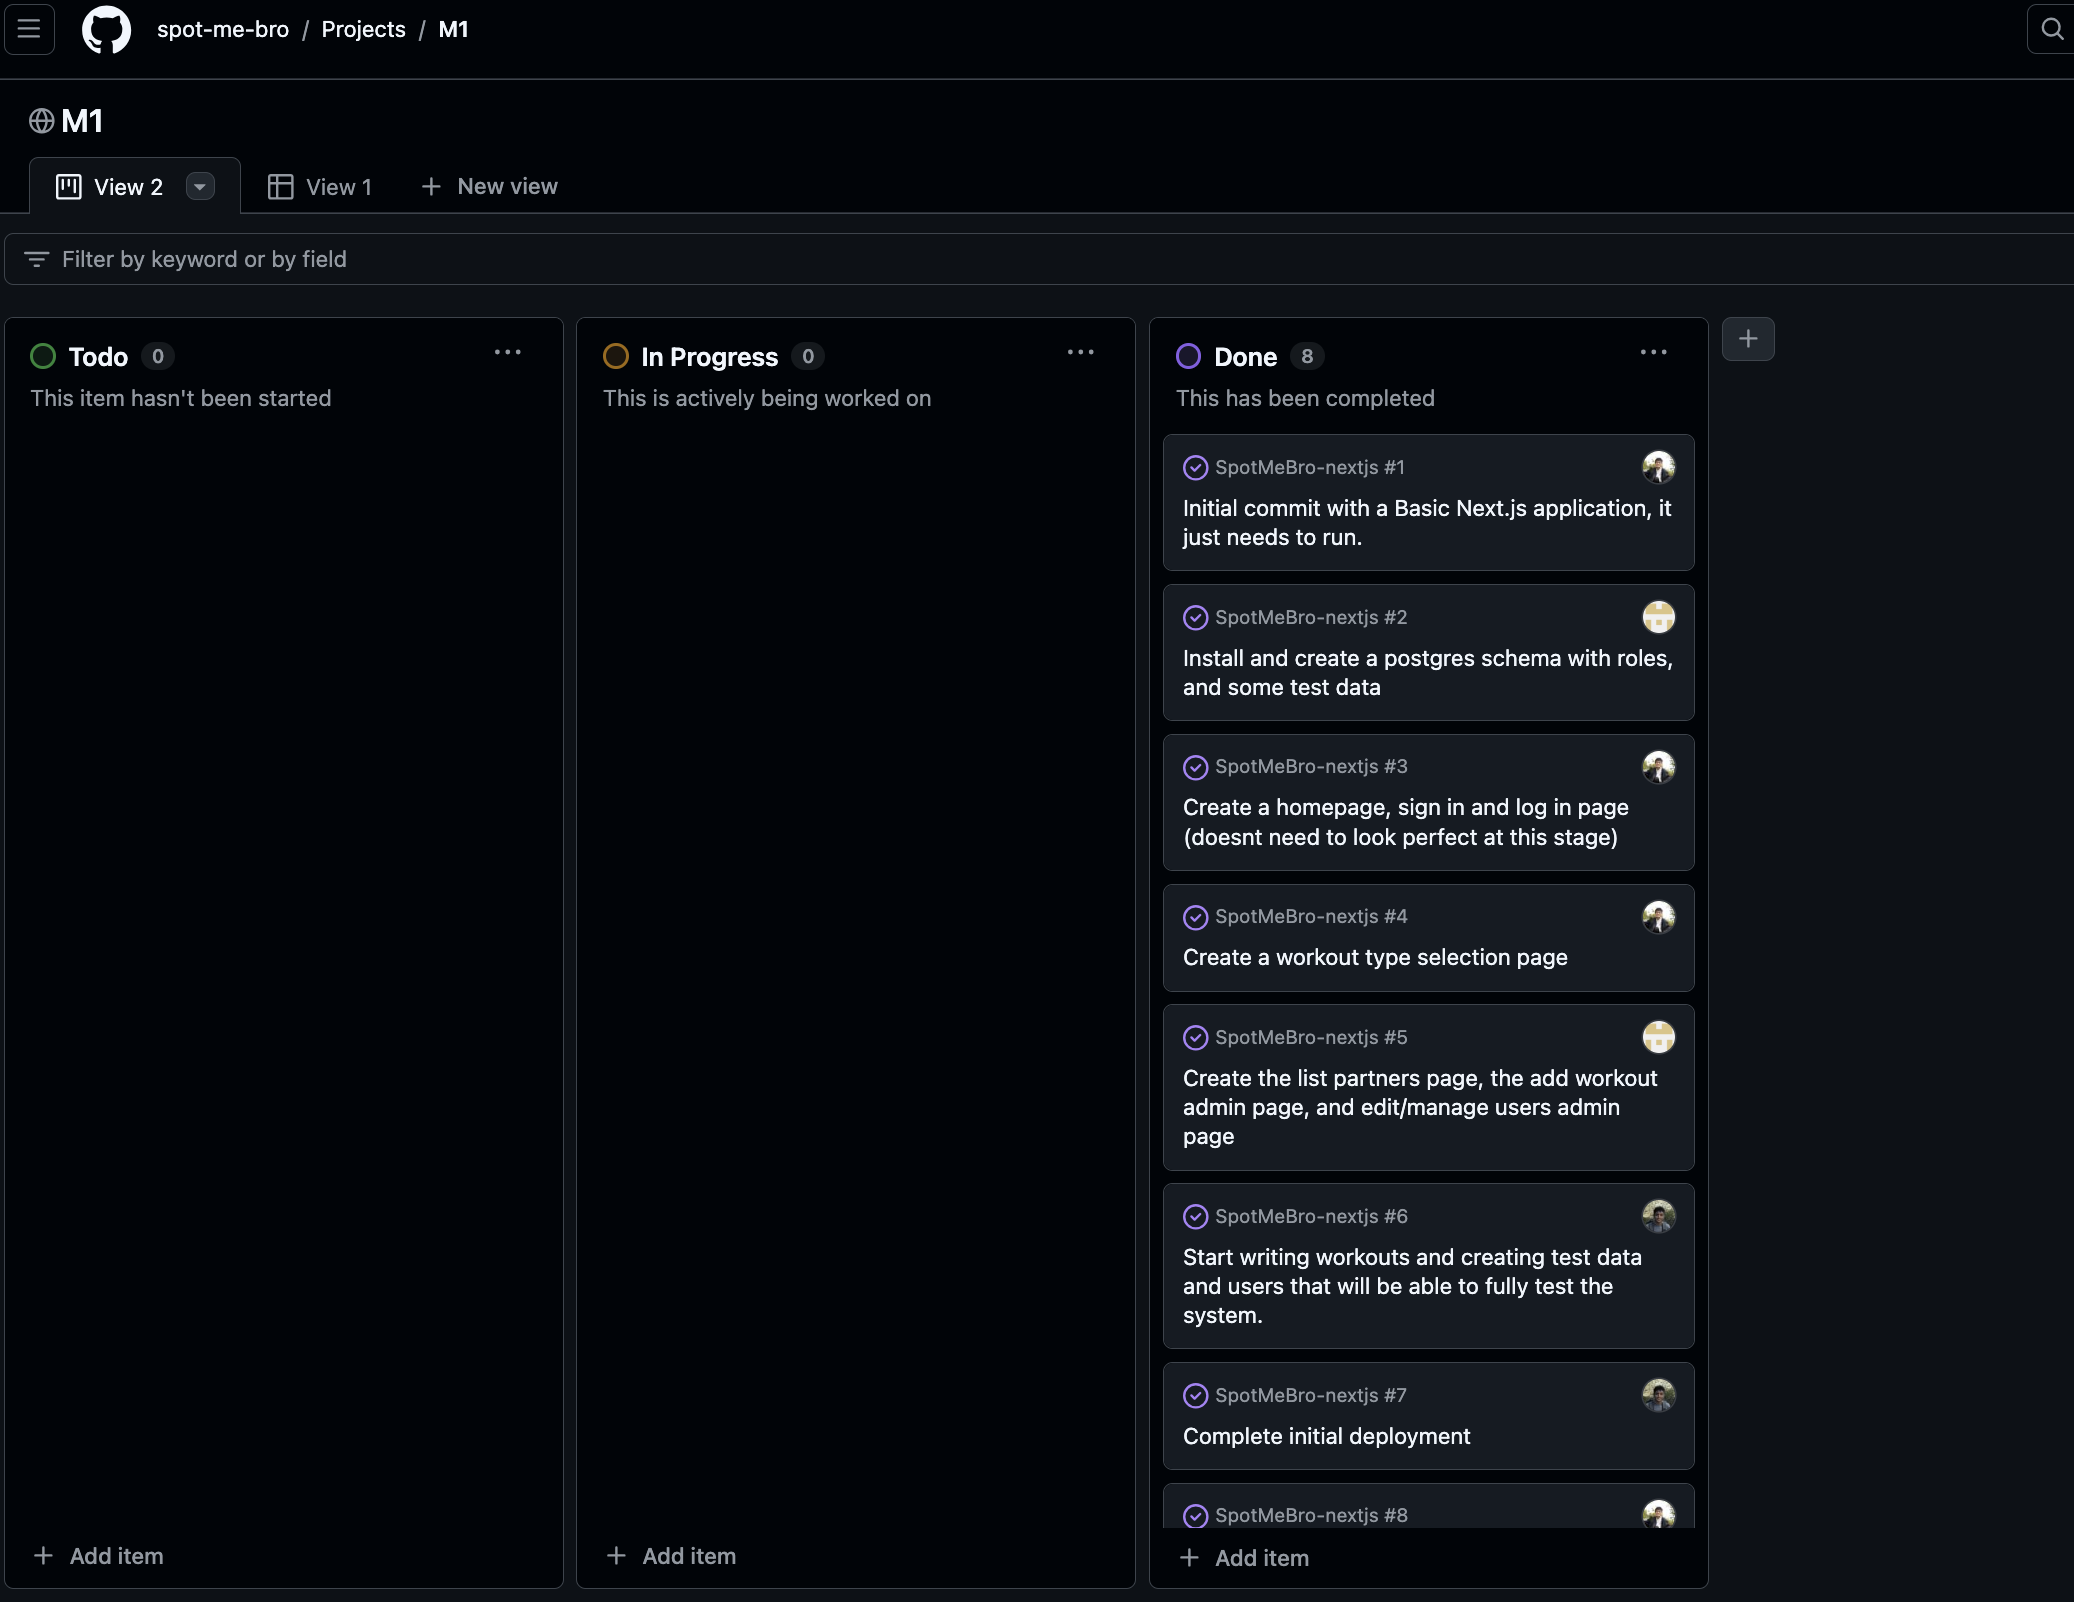 spot-me-bro / Projects / M1
M1
View 2
View 1
New view
Filter by keyword or by field
Todo 0
This item hasn't been started
Add item
In Progress 0
This is actively being worked on
Add item
Done 8
This has been completed
SpotMeBro-nextjs #1
Initial commit with a Basic Next.js application, it
just needs to run.
SpotMeBro-nextjs #2
Install and create a postgres schema with roles,
and some test data
SpotMeBro-nextjs #3
Create a homepage, sign in and log in page
(doesnt need to look perfect at this stage)
SpotMeBro-nextjs #4
Create a workout type selection page
SpotMeBro-nextjs #5
Create the list partners page, the add workout
admin page, and edit/manage users admin
page
SpotMeBro-nextjs #6
Start writing workouts and creating test data
and users that will be able to fully test the
system.
SpotMeBro-nextjs #7
Complete initial deployment
SpotMeBro-nextjs #8
Add item